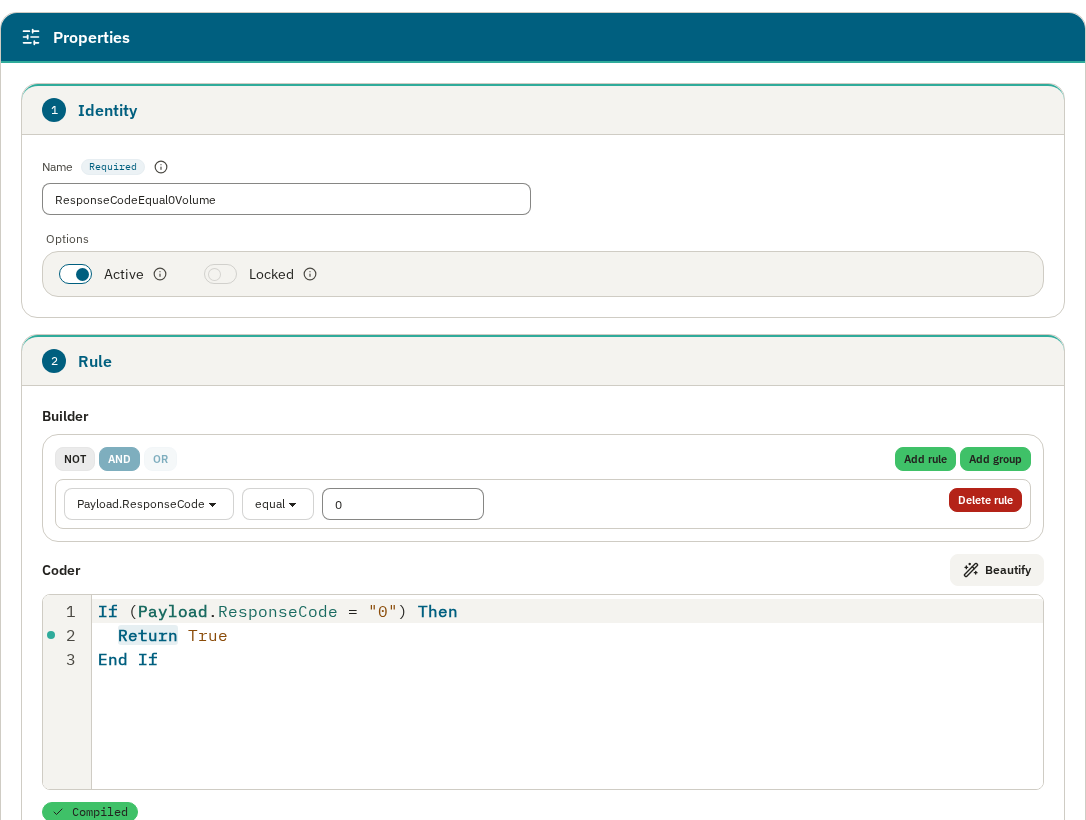 Properties
1 Identity
Name Required
ResponseCodeEqual0Volume
Options
Active Locked
2 Rule
Builder
NOT AND OR Add rule Add group
Payload.ResponseCode equal 0 Delete rule
Coder Beautify
1 If (Payload.ResponseCode = "0") Then
2 Return True
3 End If
Compiled